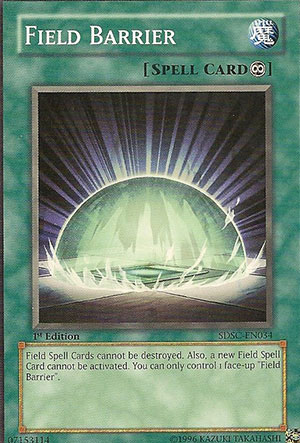 FIELD BARRIER
魔
[SPELL CARD∞]
1st Edition
SDSC-EN034
Field Spell Cards cannot be destroyed. Also, a new Field Spell
Card cannot be activated. You can only control 1 face-up "Field
Barrier".
07153114
©1996 KAZUKI TAKAHASHI